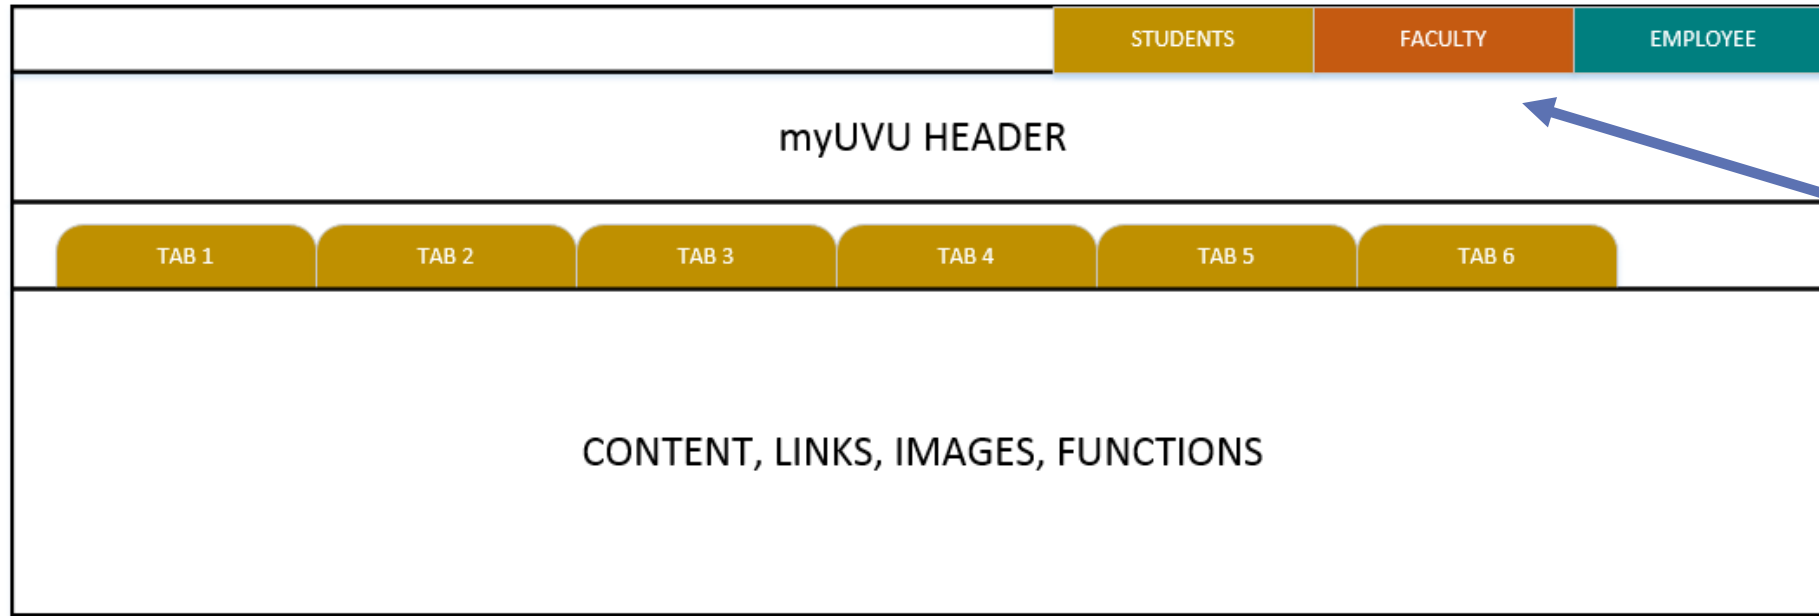 STUDENTS FACULTY EMPLOYEE
myUVU HEADER
TAB 1 TAB 2 TAB 3 TAB 4 TAB 5 TAB 6
CONTENT, LINKS, IMAGES, FUNCTIONS